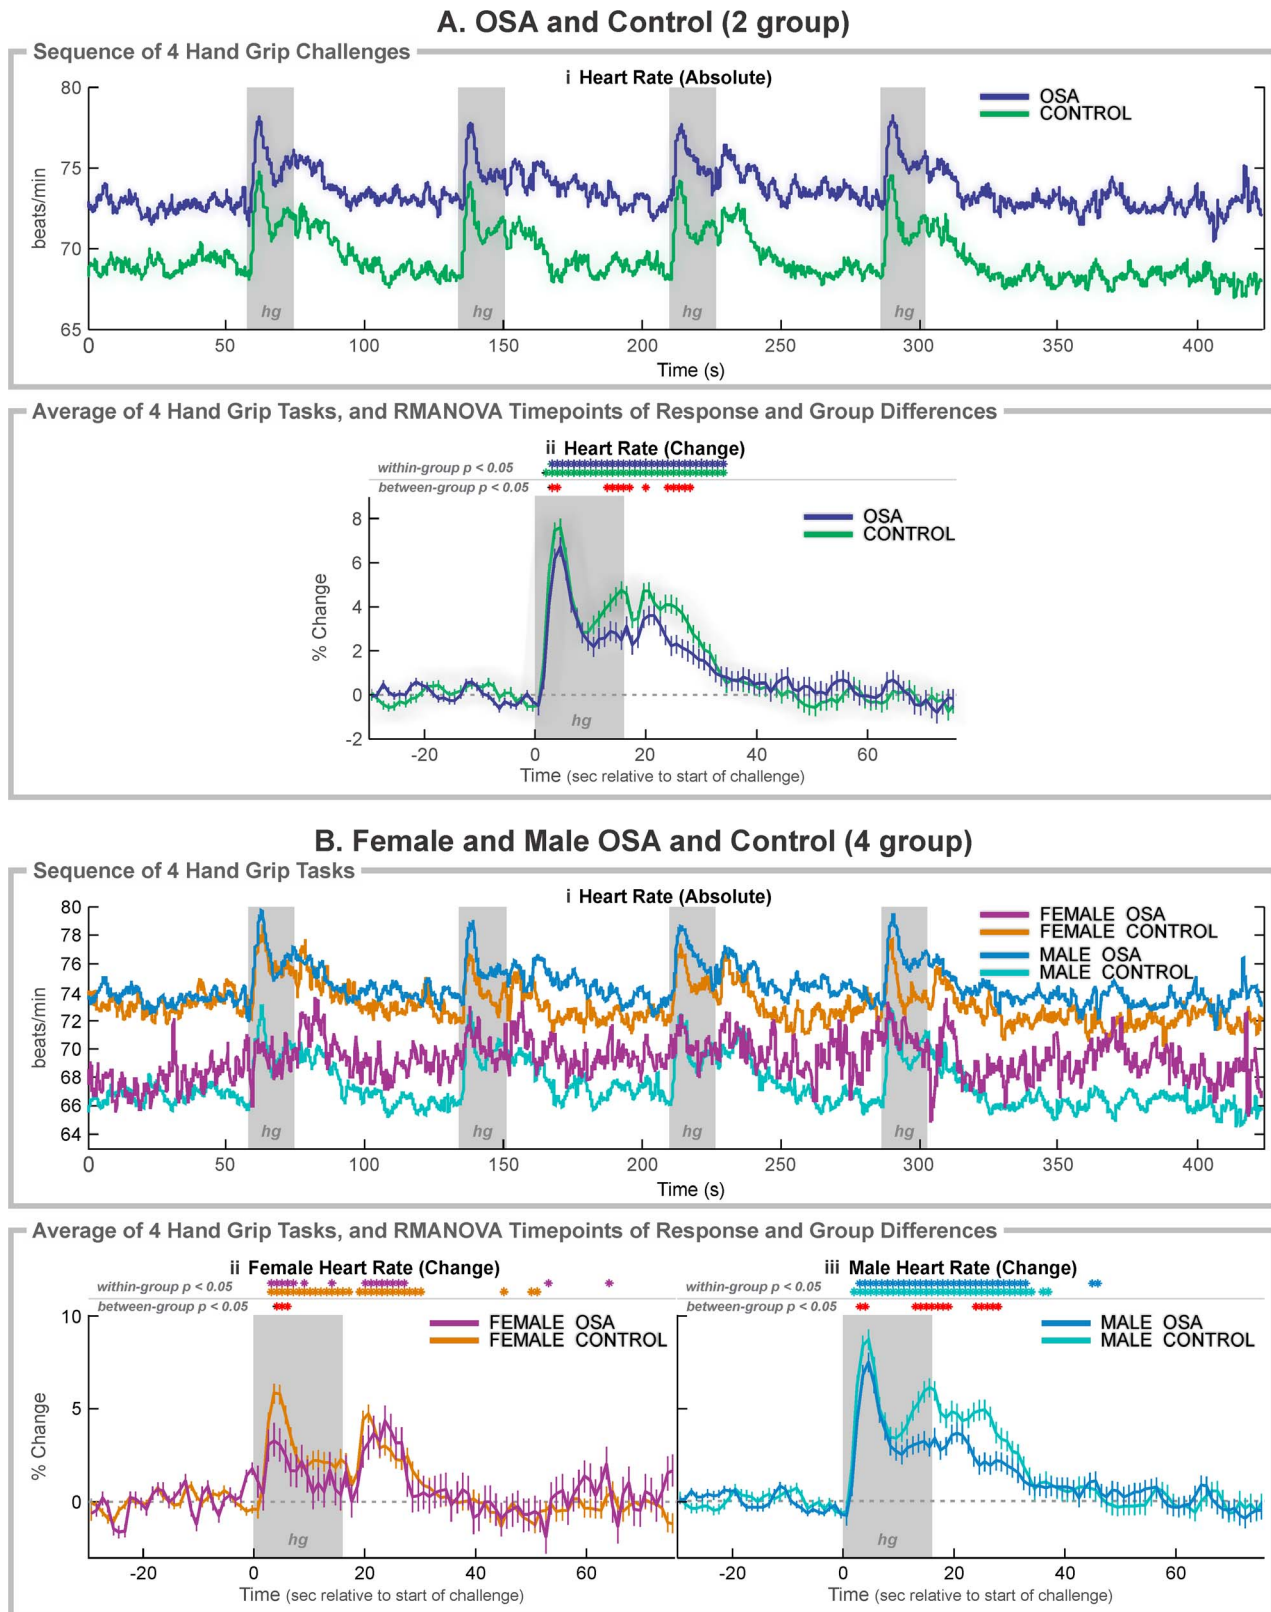 A. OSA and Control (2 group)
Sequence of 4 Hand Grip Challenges
i Heart Rate (Absolute)
OSA
CONTROL
80
75
70
65
beats/min
hg hg hg hg
0 50 100 150 200 250 300 350 400
Time (s)
Average of 4 Hand Grip Tasks, and RMANOVA Timepoints of Response and Group Differences
ii Heart Rate (Change)
within-group p < 0.05
between-group p < 0.05
OSA
CONTROL
8
6
4
2
0
-2
% Change
hg
-20 0 20 40 60
Time (sec relative to start of challenge)
B. Female and Male OSA and Control (4 group)
Sequence of 4 Hand Grip Tasks
i Heart Rate (Absolute)
FEMALE OSA
FEMALE CONTROL
MALE OSA
MALE CONTROL
80
78
76
74
72
70
68
66
64
beats/min
hg hg hg hg
0 50 100 150 200 250 300 350 400
Time (s)
Average of 4 Hand Grip Tasks, and RMANOVA Timepoints of Response and Group Differences
ii Female Heart Rate (Change)
within-group p < 0.05
between-group p < 0.05
FEMALE OSA
FEMALE CONTROL
10
5
0
% Change
hg
-20 0 20 40 60
Time (sec relative to start of challenge)
iii Male Heart Rate (Change)
within-group p < 0.05
between-group p < 0.05
MALE OSA
MALE CONTROL
hg
-20 0 20 40 60
Time (sec relative to start of challenge)